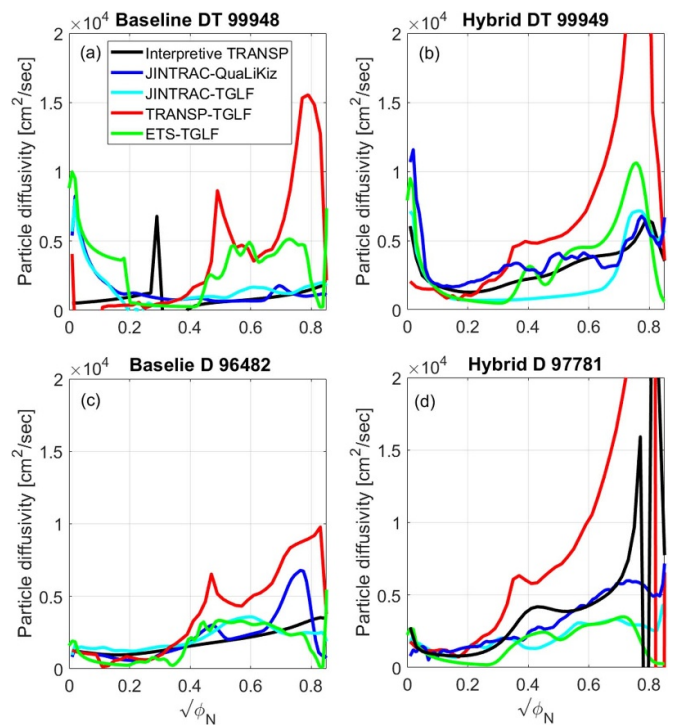 Baseline DT 99948
×10⁴
(a)
Interpretive TRANSP
JINTRAC-QuaLiKiz
JINTRAC-TGLF
TRANSP-TGLF
ETS-TGLF
Particle diffusivity [cm²/sec]
2
1.5
1
0.5
0
0 0.2 0.4 0.6 0.8
Hybrid DT 99949
×10⁴
(b)
Particle diffusivity [cm²/sec]
2
1.5
1
0.5
0
0 0.2 0.4 0.6 0.8
Baselie D 96482
×10⁴
(c)
Particle diffusivity [cm²/sec]
2
1.5
1
0.5
0
0 0.2 0.4 0.6 0.8
√ϕN
Hybrid D 97781
×10⁴
(d)
Particle diffusivity [cm²/sec]
2
1.5
1
0.5
0
0 0.2 0.4 0.6 0.8
√ϕN